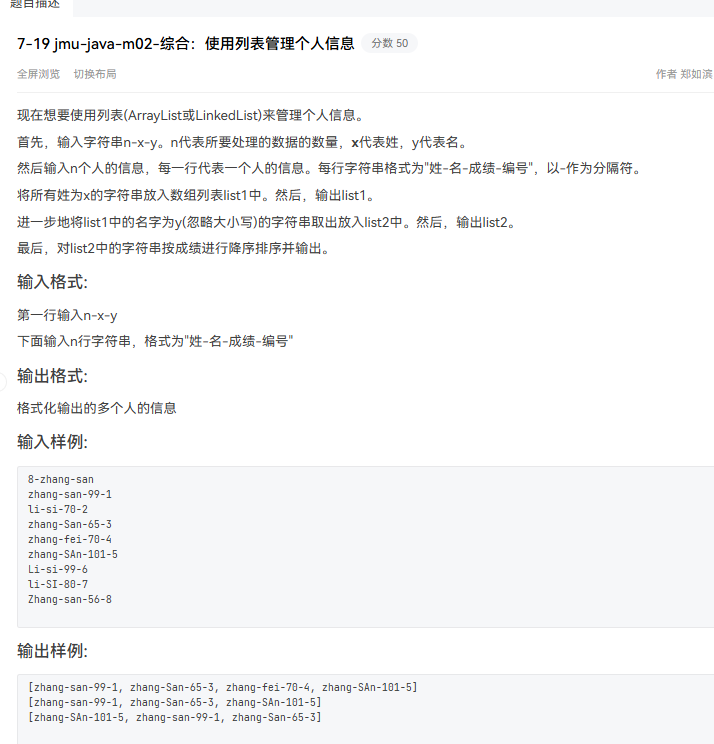 题目描述
7-19 jmu-java-m02-综合：使用列表管理个人信息 分数 50
全屏浏览 切换布局 作者 郑如滨
现在想要使用列表(ArrayList或LinkedList)来管理个人信息。
首先，输入字符串n-x-y。n代表所要处理的数据的数量，x代表姓，y代表名。
然后输入n个人的信息，每一行代表一个人的信息。每行字符串格式为"姓-名-成绩-编号"，以-作为分隔符。
将所有姓为x的字符串放入数组列表list1中。然后，输出list1。
进一步地将list1中的名字为y(忽略大小写)的字符串取出放入list2中。然后，输出list2。
最后，对list2中的字符串按成绩进行降序排序并输出。
输入格式:
第一行输入n-x-y
下面输入n行字符串，格式为"姓-名-成绩-编号"
输出格式:
格式化输出的多个人的信息
输入样例:
8-zhang-san
zhang-san-99-1
li-si-70-2
zhang-San-65-3
zhang-fei-70-4
zhang-SAn-101-5
Li-si-99-6
li-SI-80-7
Zhang-san-56-8
输出样例:
[zhang-san-99-1, zhang-San-65-3, zhang-fei-70-4, zhang-SAn-101-5]
[zhang-san-99-1, zhang-San-65-3, zhang-SAn-101-5]
[zhang-SAn-101-5, zhang-san-99-1, zhang-San-65-3]